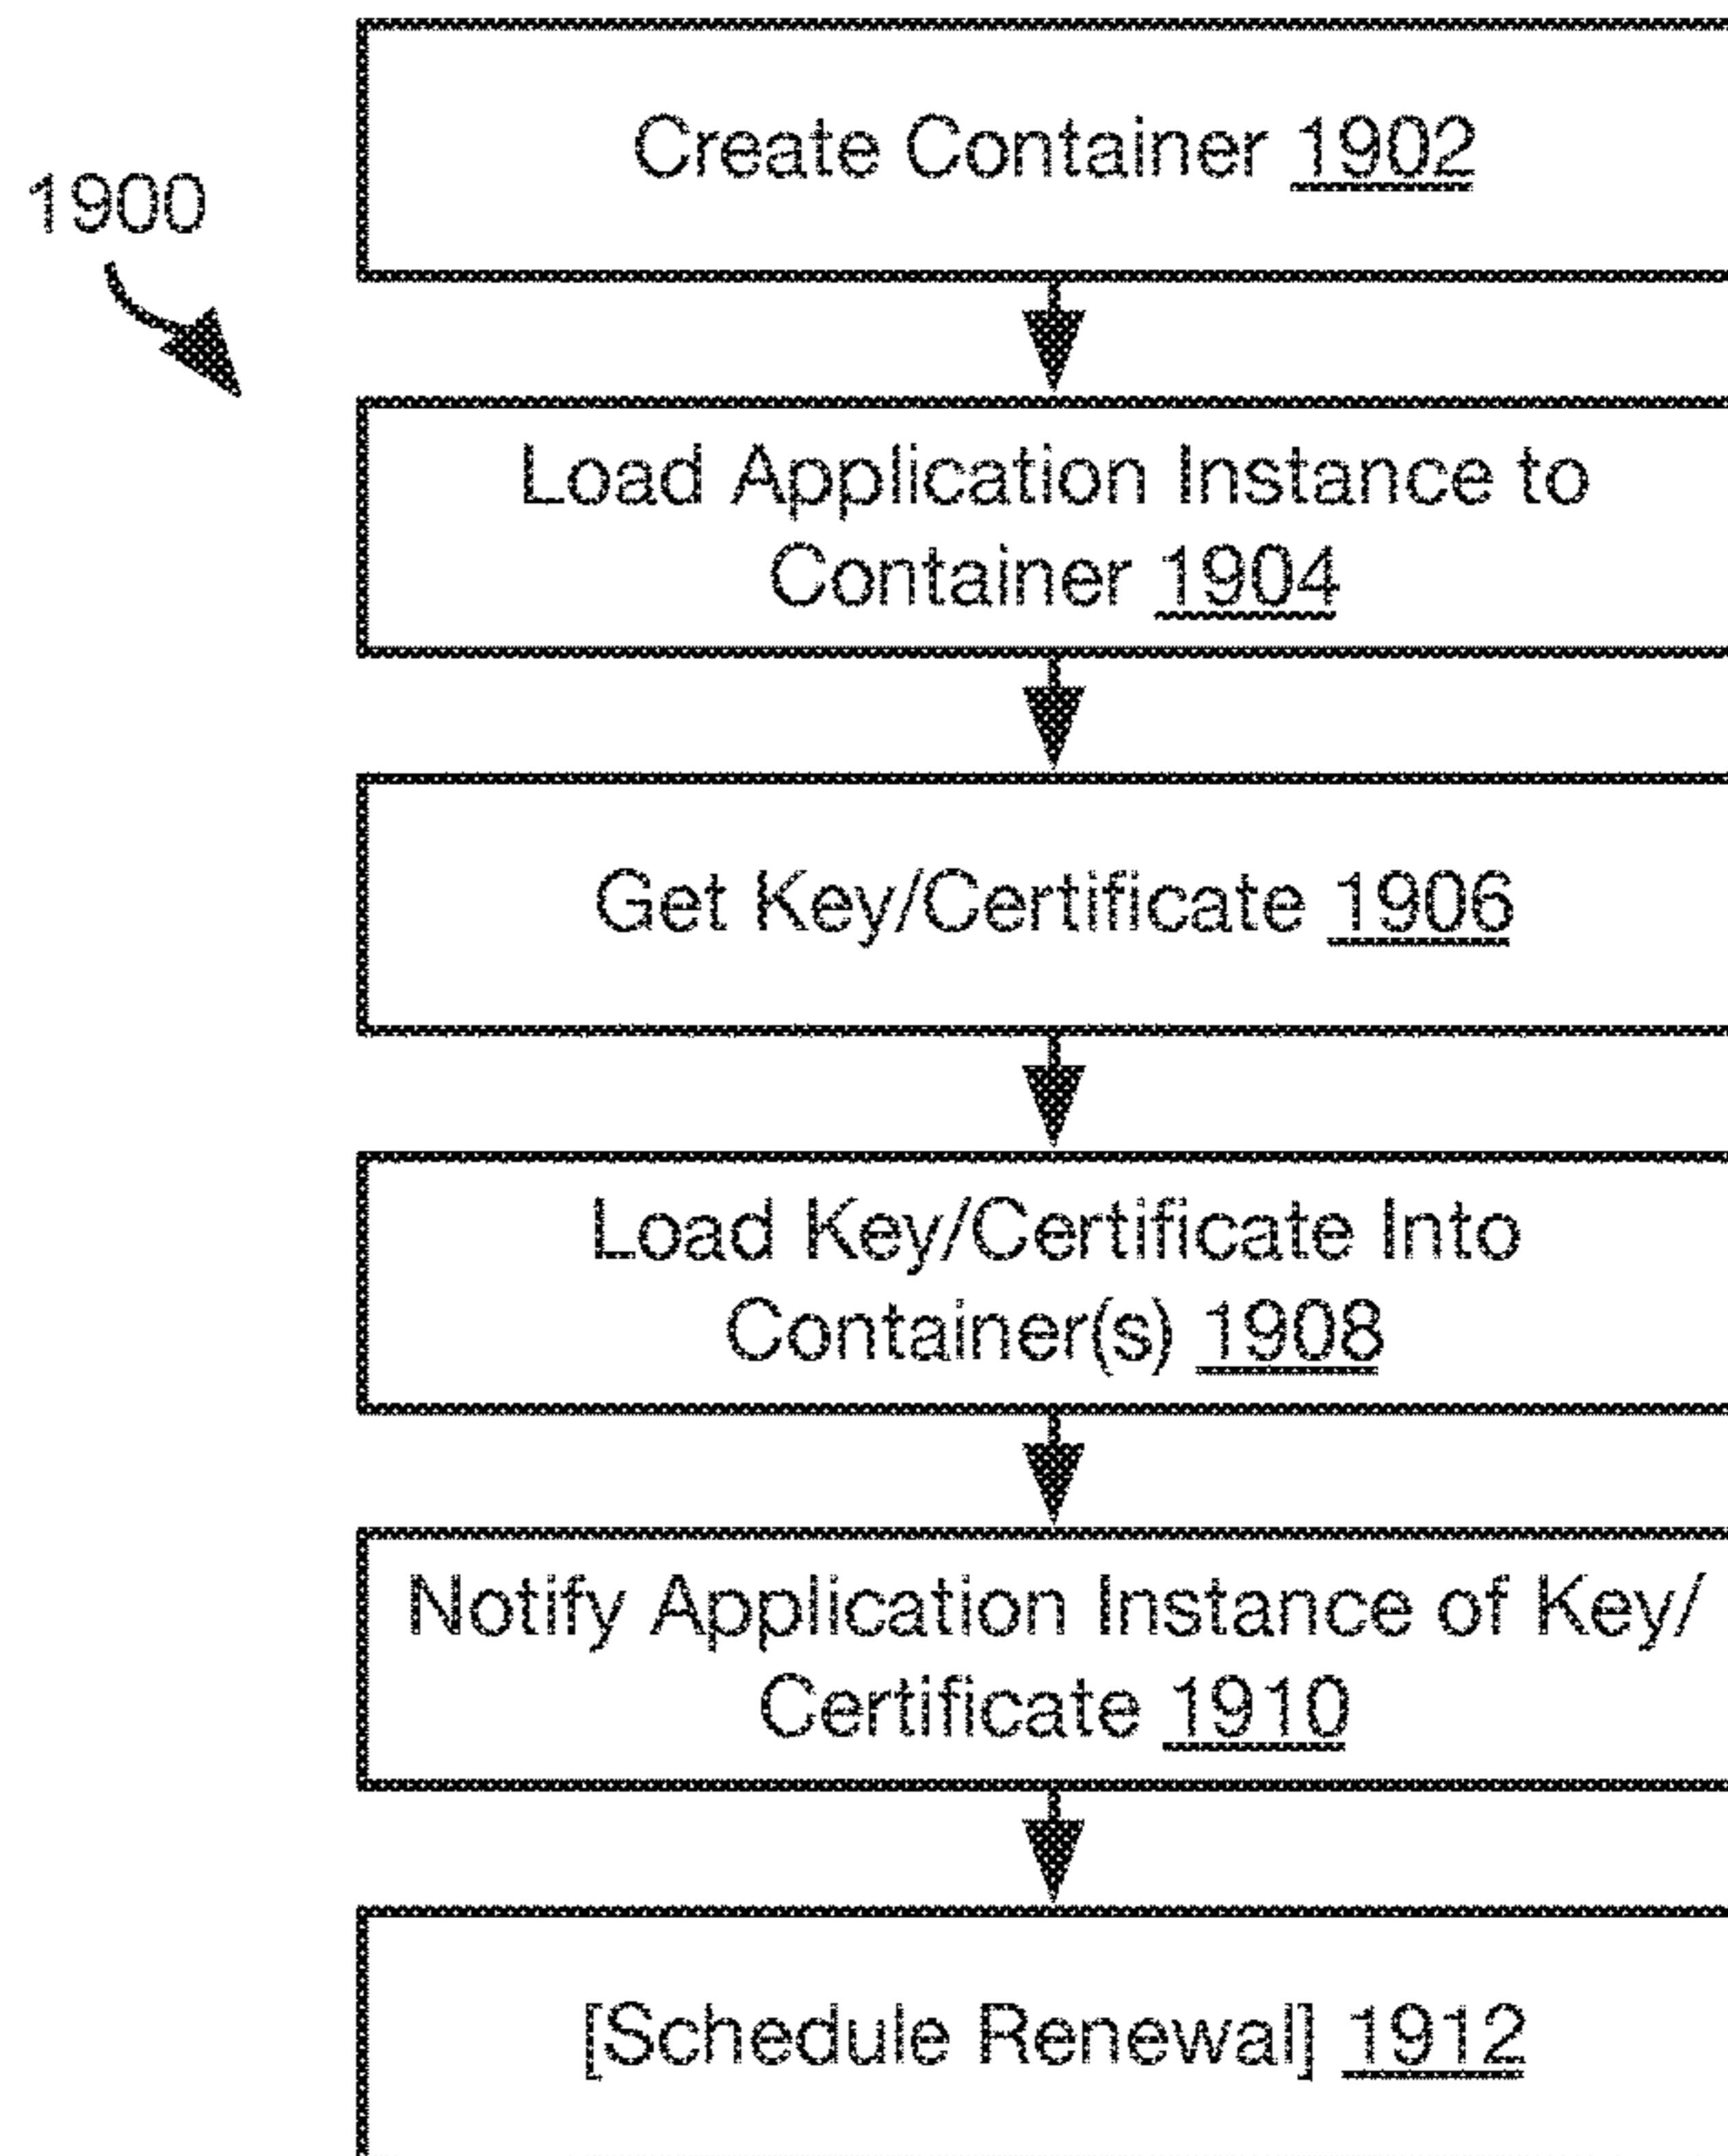 Create Container 1902
1900
Load Application Instance to
Container 1904
Get Key/Certificate 1906
Load Key/Certificate Into
Container(s) 1908
Notify Application Instance of Key/
Certificate 1910
[Schedule Renewal] 1912